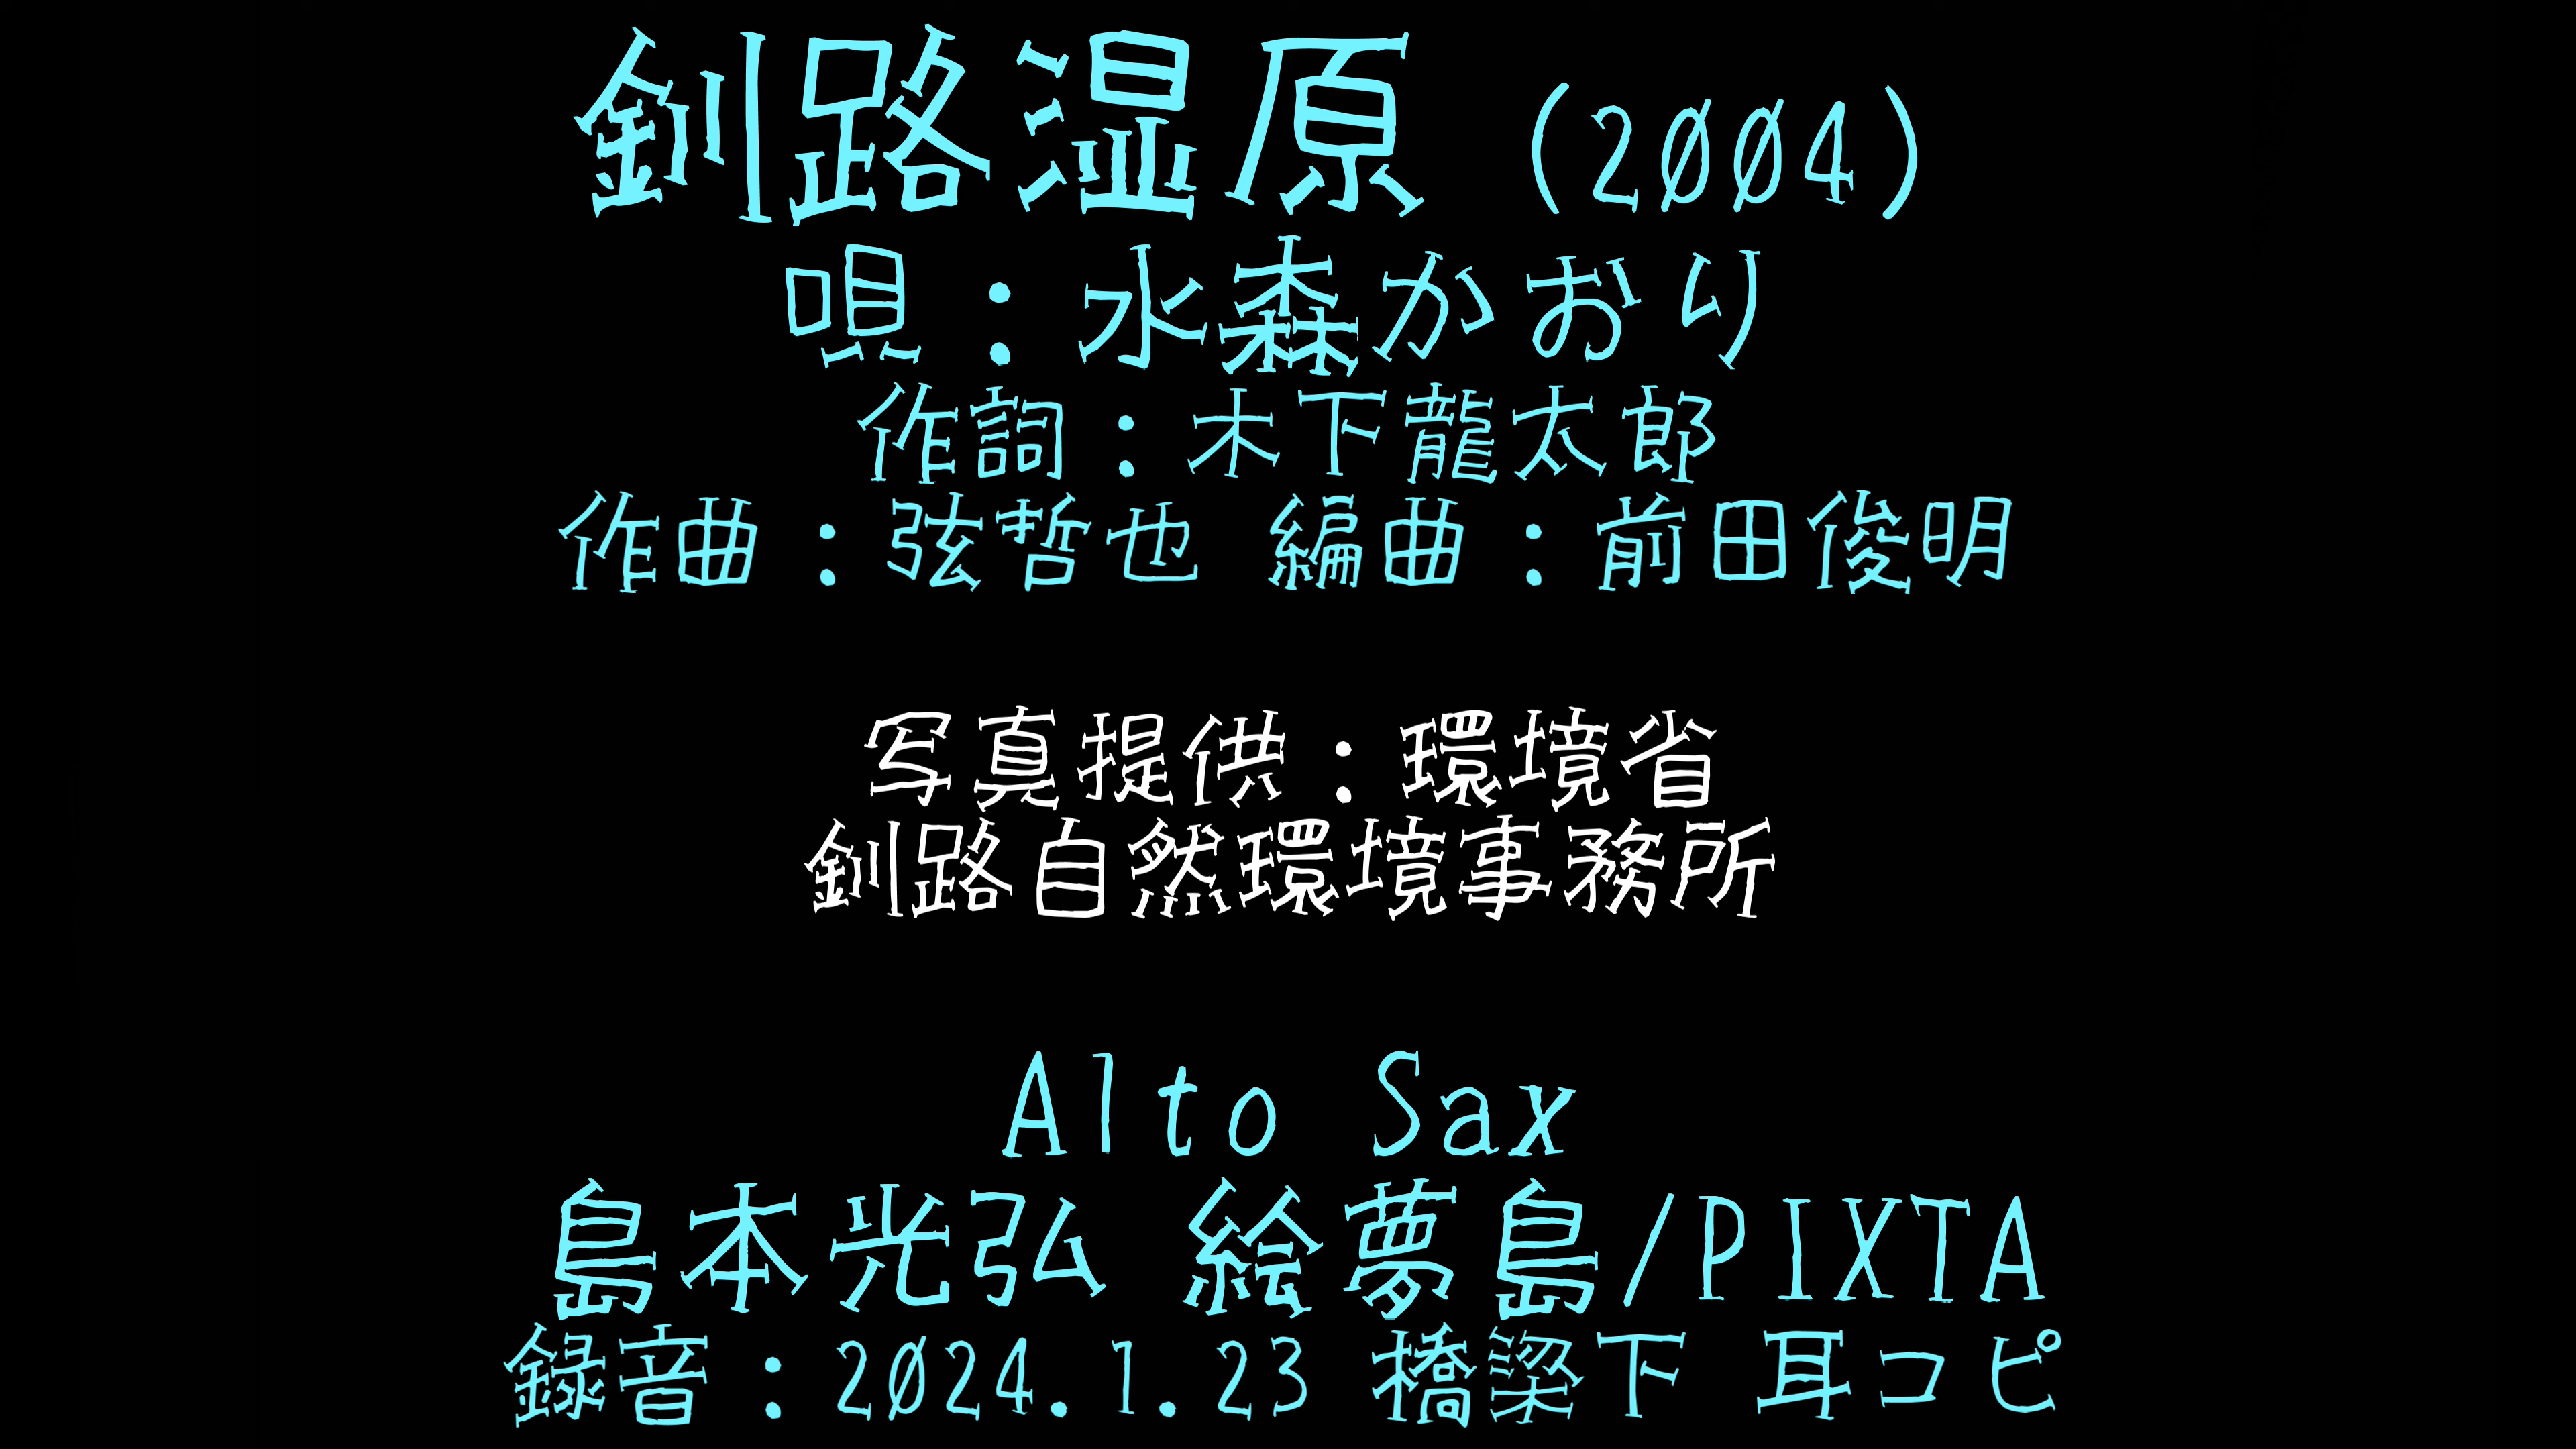 釧路湿原 (2004)
唄：水森かおり
作詞：木下龍太郎
作曲：弦哲也 編曲：前田俊明
写真提供：環境省
釧路自然環境事務所
Alto Sax
島本光弘 絵夢島/PIXTA
録音：2024.1.23 橋梁下 耳コピ